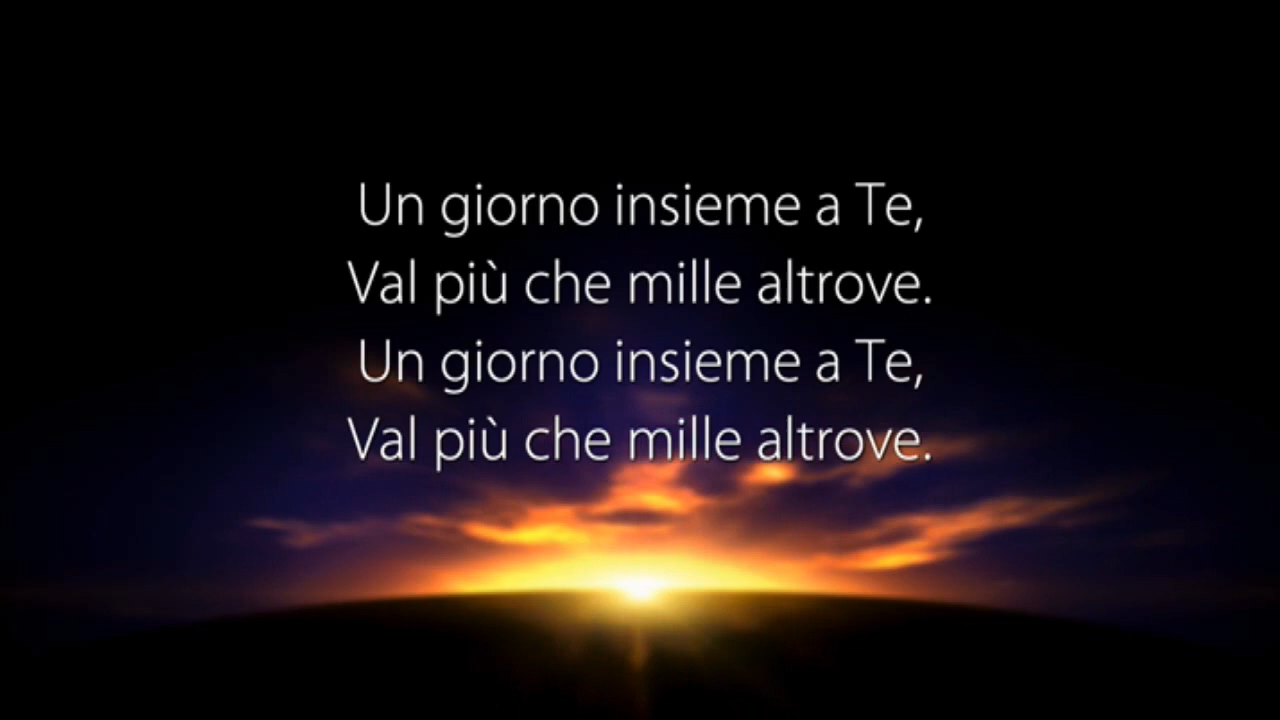 Un giorno insieme a Te,
Val più che mille altrove.
Un giorno insieme a Te,
Val più che mille altrove.